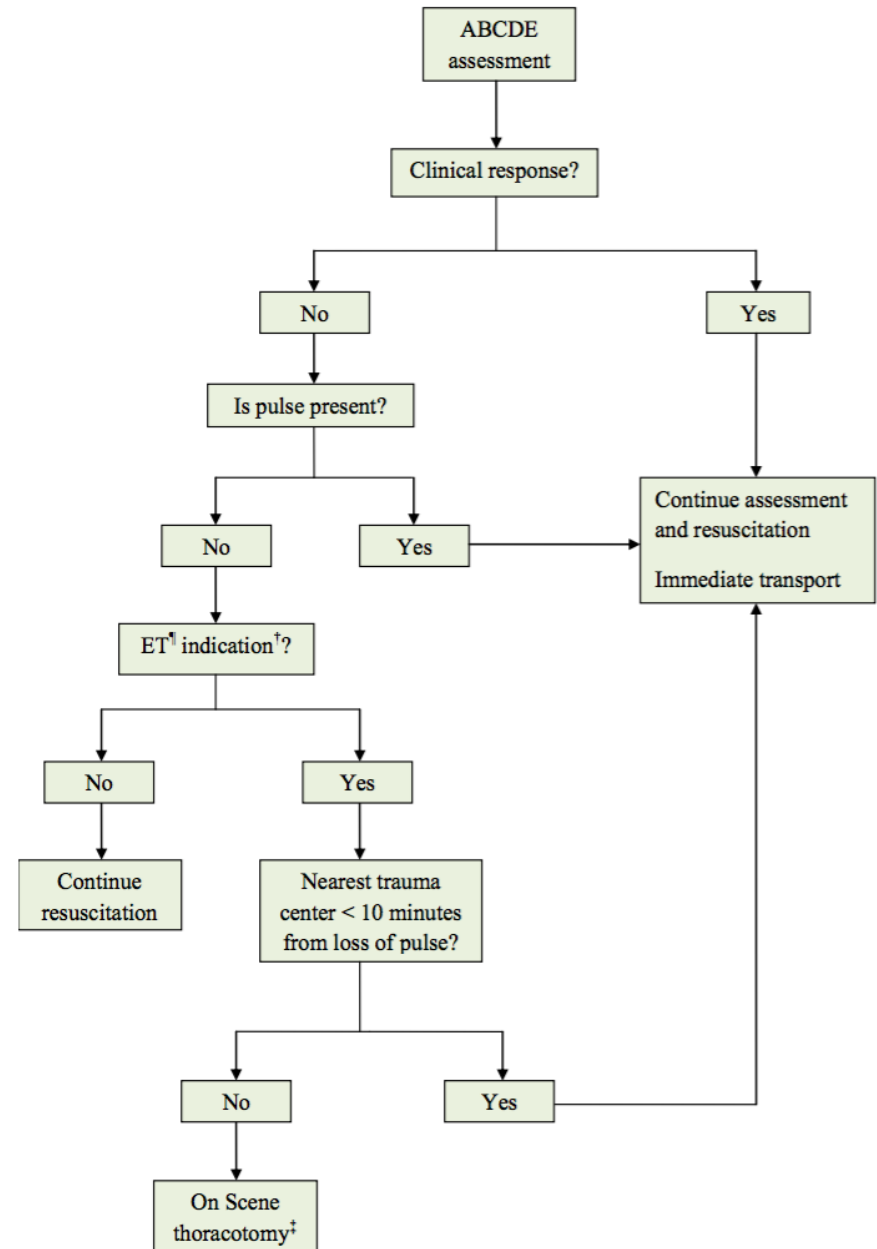 ABCDE
assessment
Clinical response?
No
Yes
Is pulse present?
No
Yes
Continue assessment
and resuscitation
Immediate transport
ET¶ indication†?
No
Yes
Continue
resuscitation
Nearest trauma
center < 10 minutes
from loss of pulse?
No
Yes
On Scene
thoracotomy‡